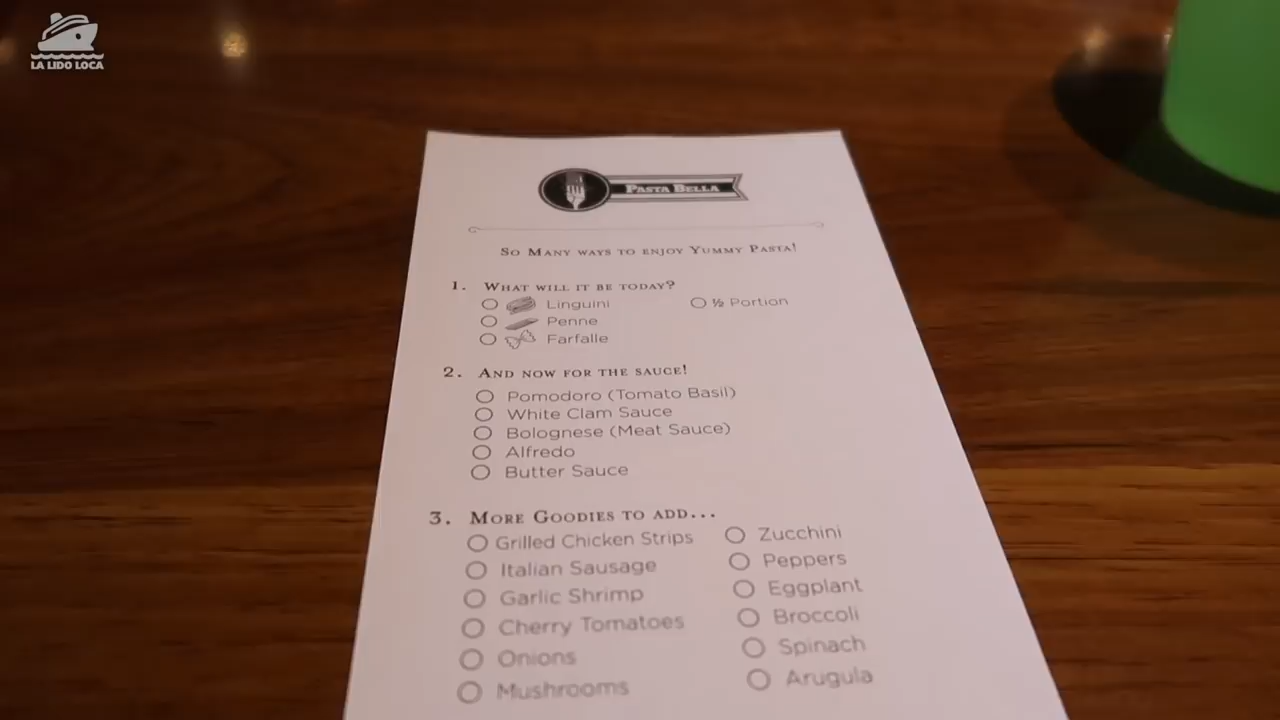 LA LIDO LOCA
PASTA BELLA
SO MANY WAYS TO ENJOY YUMMY PASTA!
1. WHAT WILL IT BE TODAY?
Linguini ½ Portion
Penne
Farfalle
2. AND NOW FOR THE SAUCE!
Pomodoro (Tomato Basil)
White Clam Sauce
Bolognese (Meat Sauce)
Alfredo
Butter Sauce
3. MORE GOODIES TO ADD...
Grilled Chicken Strips Zucchini
Italian Sausage Peppers
Garlic Shrimp Eggplant
Cherry Tomatoes Broccoli
Onions Spinach
Mushrooms Arugula